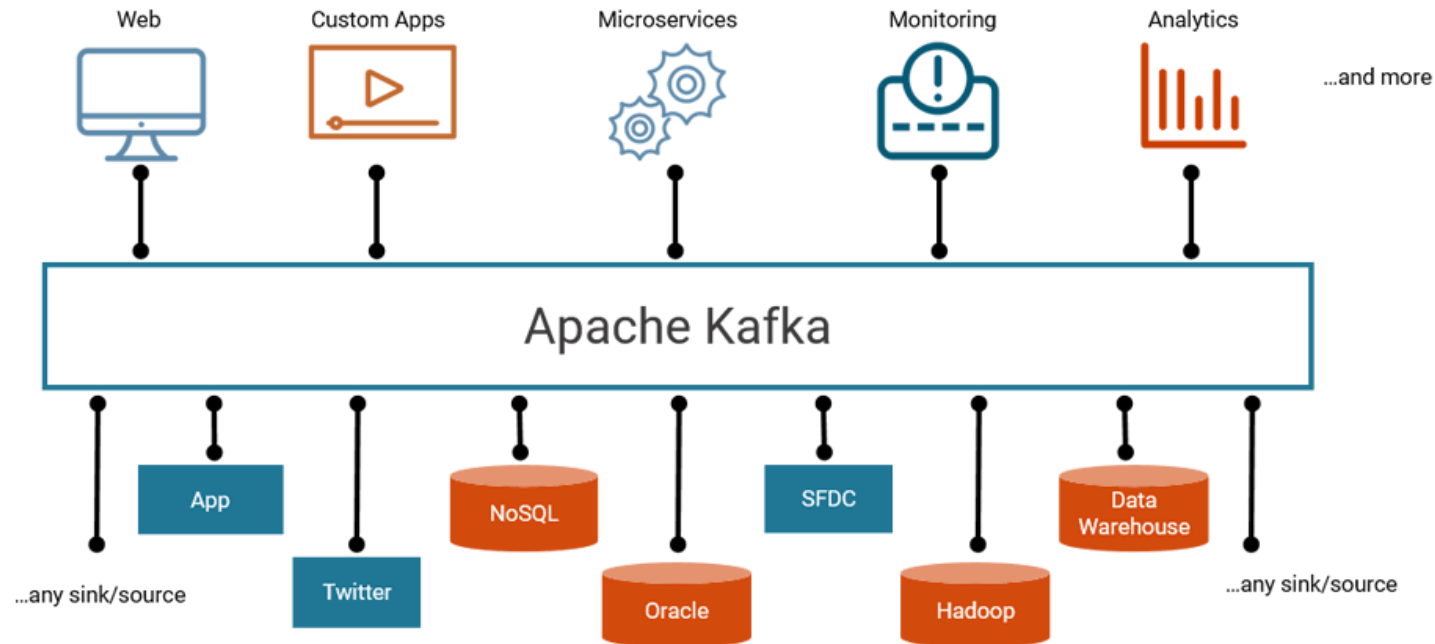 Web
Custom Apps
Microservices
Monitoring
Analytics
...and more
Apache Kafka
App
NoSQL
SFDC
Data
Warehouse
...any sink/source
Twitter
Oracle
Hadoop
...any sink/source